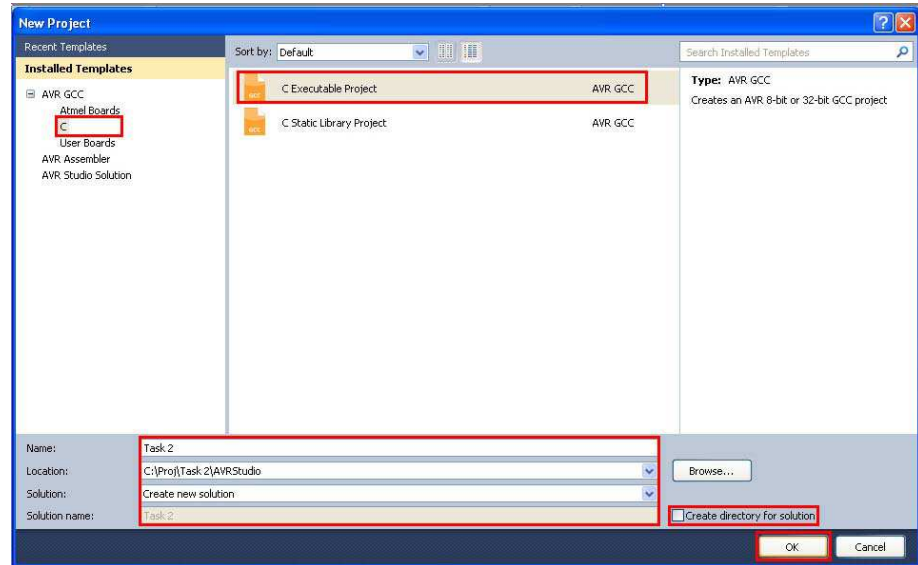 New Project
Recent Templates
Installed Templates
AVR GCC
Atmel Boards
C
User Boards
AVR Assembler
AVR Studio Solution
Sort by: Default
Search Installed Templates
C Executable Project AVR GCC
C Static Library Project AVR GCC
Type: AVR GCC
Creates an AVR 8-bit or 32-bit GCC project
Name: Task 2
Location: C:\Proj\Task 2\AVRStudio Browse...
Solution: Create new solution
Solution name: Task 2 Create directory for solution
OK Cancel